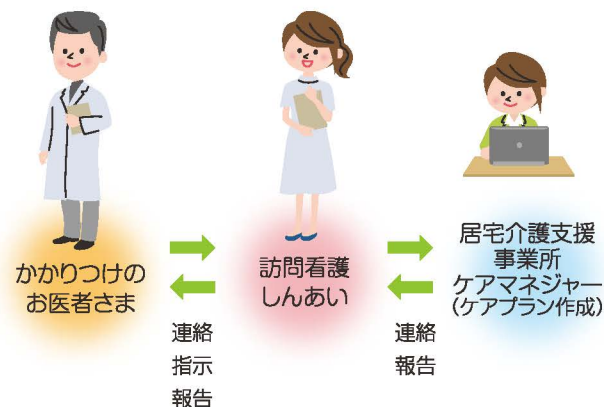 かかりつけの
お医者さま
訪問看護
しんあい
居宅介護支援
事業所
ケアマネジャー
(ケアプラン作成)
連絡
指示
報告
連絡
報告